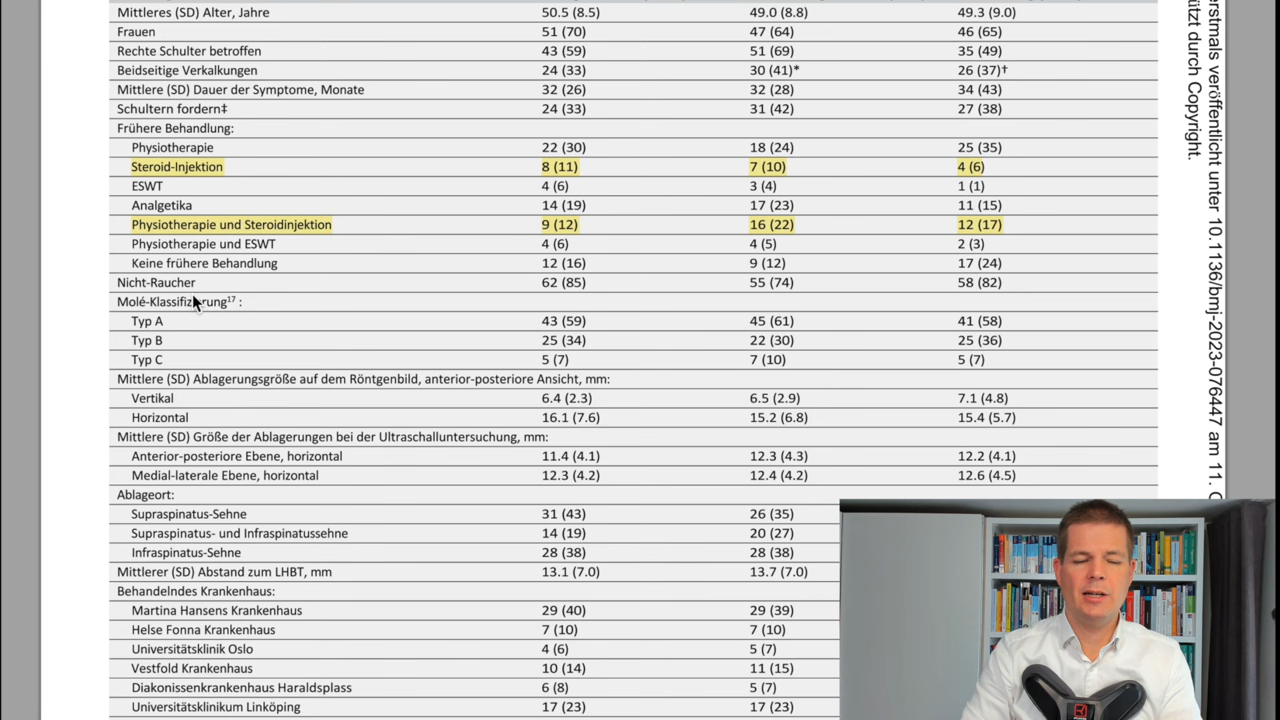 Mittleres (SD) Alter, Jahre 50.5 (8.5) 49.0 (8.8) 49.3 (9.0)
Frauen 51 (70) 47 (64) 46 (65)
Rechte Schulter betroffen 43 (59) 51 (69) 35 (49)
Beidseitige Verkalkungen 24 (33) 30 (41)* 26 (37)†
Mittlere (SD) Dauer der Symptome, Monate 32 (26) 32 (28) 34 (43)
Schultern fordern‡ 24 (33) 31 (42) 27 (38)
Frühere Behandlung:
Physiotherapie 22 (30) 18 (24) 25 (35)
Steroid-Injektion 8 (11) 7 (10) 4 (6)
ESWT 4 (6) 3 (4) 1 (1)
Analgetika 14 (19) 17 (23) 11 (15)
Physiotherapie und Steroidinjektion 9 (12) 16 (22) 12 (17)
Physiotherapie und ESWT 4 (6) 4 (5) 2 (3)
Keine frühere Behandlung 12 (16) 9 (12) 17 (24)
Nicht-Raucher 62 (85) 55 (74) 58 (82)
Molé-Klassifizierung¹⁷ :
Typ A 43 (59) 45 (61) 41 (58)
Typ B 25 (34) 22 (30) 25 (36)
Typ C 5 (7) 7 (10) 5 (7)
Mittlere (SD) Ablagerungsgröße auf dem Röntgenbild, anterior-posteriore Ansicht, mm:
Vertikal 6.4 (2.3) 6.5 (2.9) 7.1 (4.8)
Horizontal 16.1 (7.6) 15.2 (6.8) 15.4 (5.7)
Mittlere (SD) Größe der Ablagerungen bei der Ultraschalluntersuchung, mm:
Anterior-posteriore Ebene, horizontal 11.4 (4.1) 12.3 (4.3) 12.2 (4.1)
Medial-laterale Ebene, horizontal 12.3 (4.2) 12.4 (4.2) 12.6 (4.5)
Ablageort:
Supraspinatus-Sehne 31 (43) 26 (35)
Supraspinatus- und Infraspinatussehne 14 (19) 20 (27)
Infraspinatus-Sehne 28 (38) 28 (38)
Mittlerer (SD) Abstand zum LHBT, mm 13.1 (7.0) 13.7 (7.0)
Behandelndes Krankenhaus:
Martina Hansens Krankenhaus 29 (40) 29 (39)
Helse Fonna Krankenhaus 7 (10) 7 (10)
Universitätsklinik Oslo 4 (6) 5 (7)
Vestfold Krankenhaus 10 (14) 11 (15)
Diakonissenkrankenhaus Haraldsplass 6 (8) 5 (7)
Universitätsklinikum Linköping 17 (23) 17 (23)
erstmals veröffentlicht unter 10.1136/bmj-2023-076447 am 11.
ützt durch Copyright.